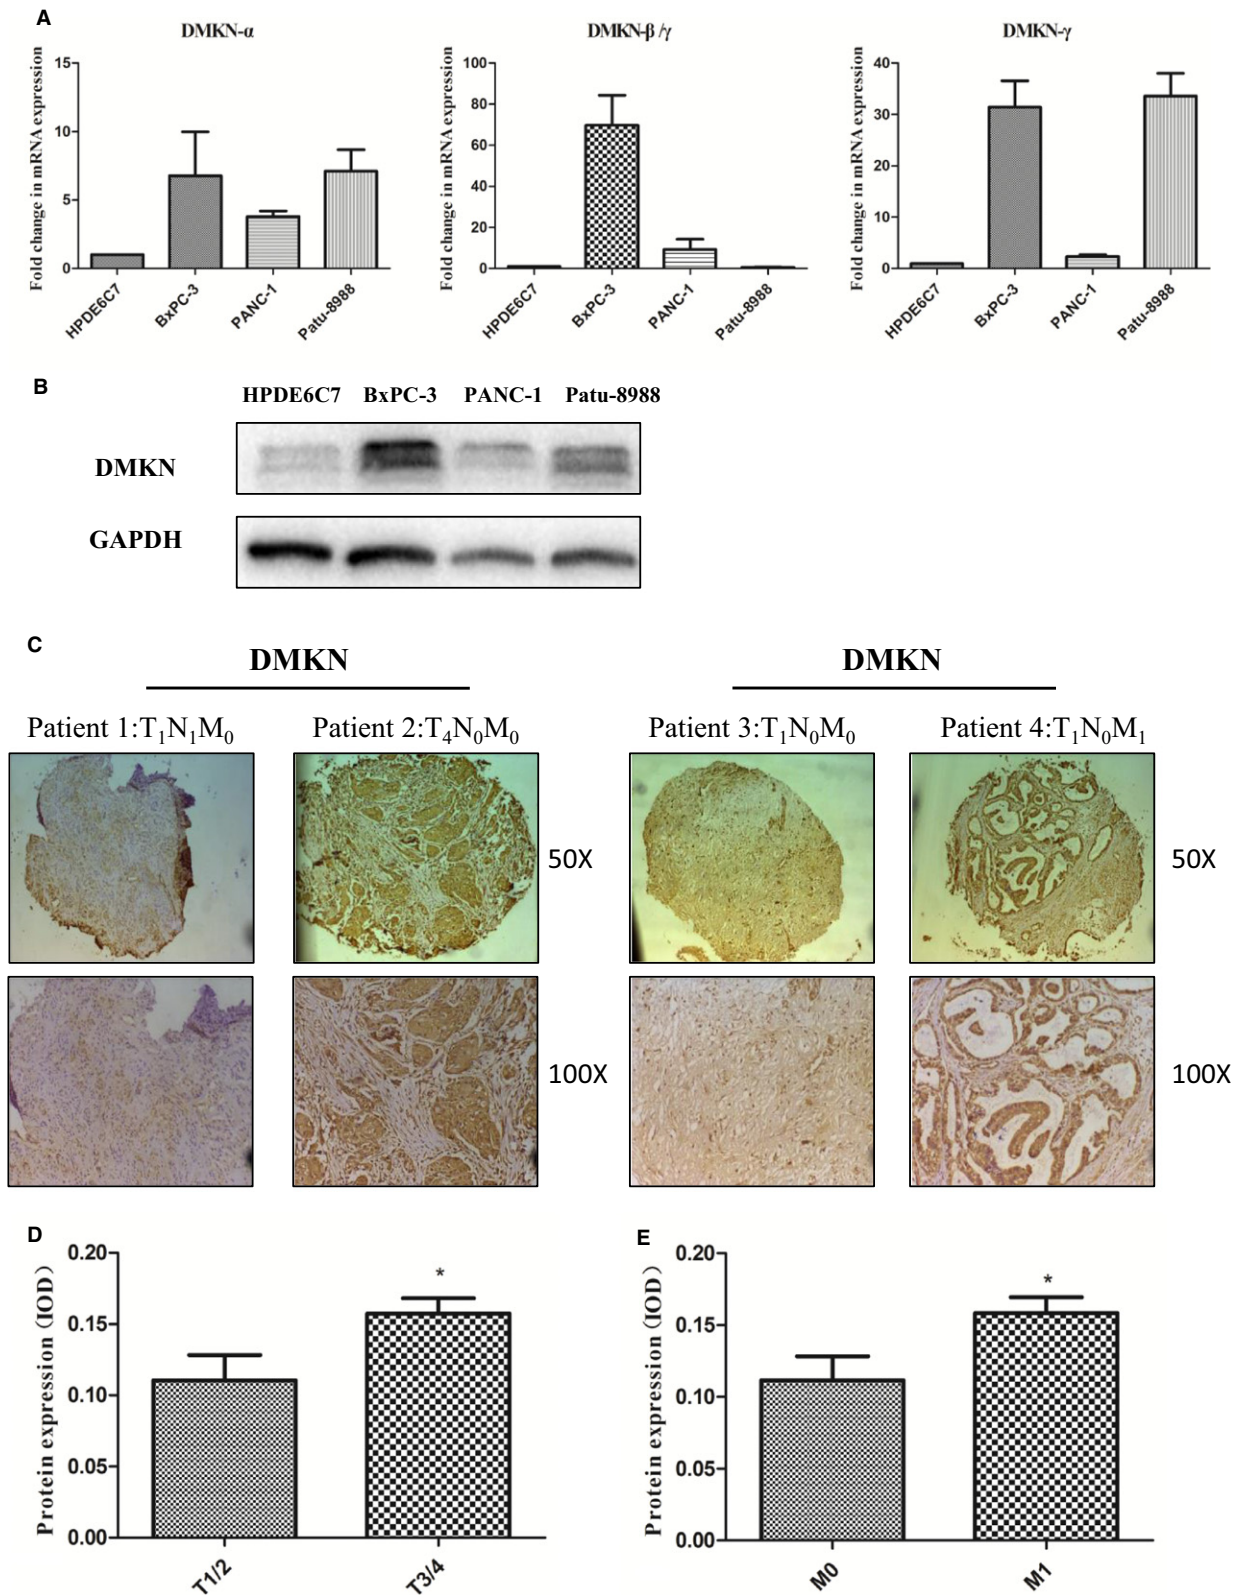 A
DMKN-α
Fold change in mRNA expression
15
10
5
0
HPDE6C7
BxPC-3
PANC-1
Patu-8988
DMKN-β/γ
Fold change in mRNA expression
100
80
60
40
20
0
HPDE6C7
BxPC-3
PANC-1
Patu-8988
DMKN-γ
Fold change in mRNA expression
40
30
20
10
0
HPDE6C7
BxPC-3
PANC-1
Patu-8988
B
HPDE6C7 BxPC-3 PANC-1 Patu-8988
DMKN
GAPDH
C
DMKN
DMKN
Patient 1:T₁N₁M₀
Patient 2:T₄N₀M₀
Patient 3:T₁N₀M₀
Patient 4:T₁N₀M₁
50X
50X
100X
100X
D
Protein expression (IOD)
0.20
0.15
0.10
0.05
0.00
*
T1/2
T3/4
E
Protein expression (IOD)
0.20
0.15
0.10
0.05
0.00
*
M0
M1